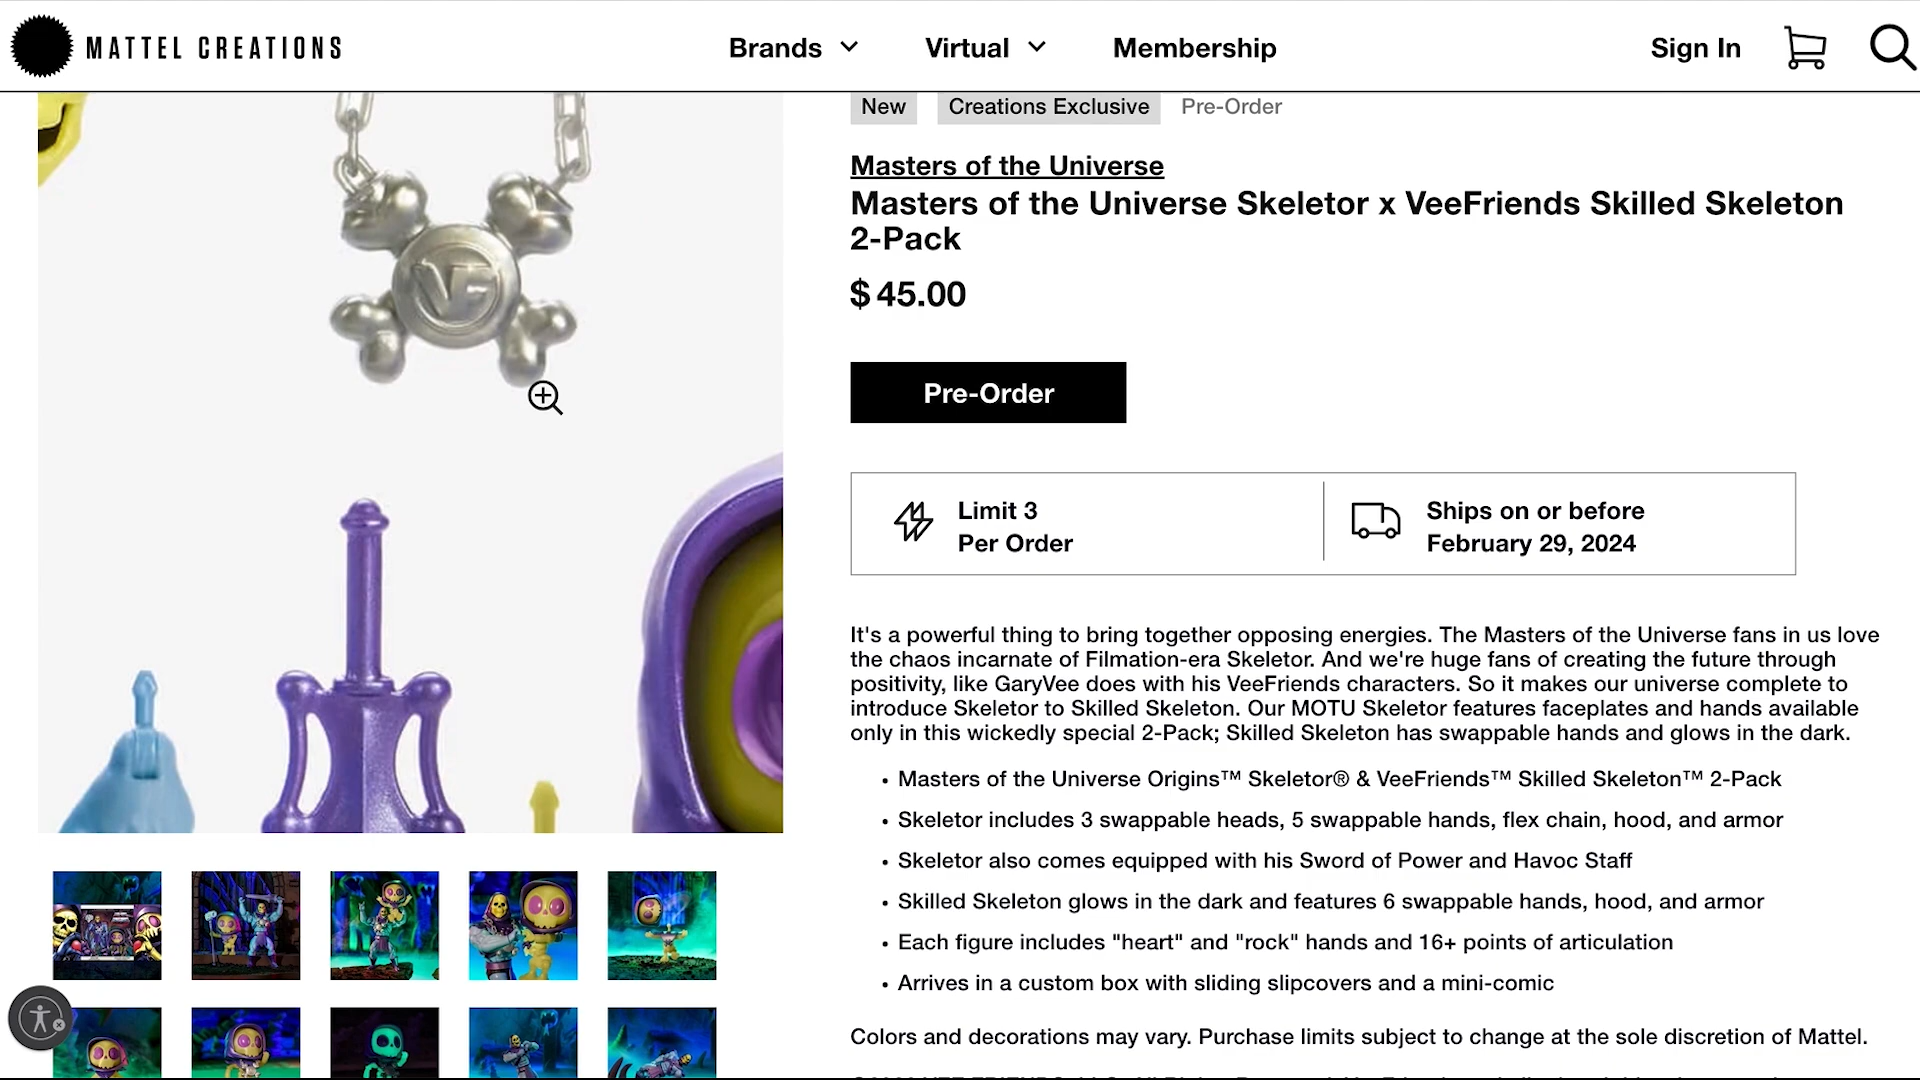 MATTEL CREATIONS
Brands
Virtual
Membership
Sign In
New
Creations Exclusive
Pre-Order
Masters of the Universe
Masters of the Universe Skeletor x VeeFriends Skilled Skeleton
2-Pack
$ 45.00
Pre-Order
Limit 3
Per Order
Ships on or before
February 29, 2024
It's a powerful thing to bring together opposing energies. The Masters of the Universe fans in us love
the chaos incarnate of Filmation-era Skeletor. And we're huge fans of creating the future through
positivity, like GaryVee does with his VeeFriends characters. So it makes our universe complete to
introduce Skeletor to Skilled Skeleton. Our MOTU Skeletor features faceplates and hands available
only in this wickedly special 2-Pack; Skilled Skeleton has swappable hands and glows in the dark.
• Masters of the Universe Origins™ Skeletor® & VeeFriends™ Skilled Skeleton™ 2-Pack
• Skeletor includes 3 swappable heads, 5 swappable hands, flex chain, hood, and armor
• Skeletor also comes equipped with his Sword of Power and Havoc Staff
• Skilled Skeleton glows in the dark and features 6 swappable hands, hood, and armor
• Each figure includes "heart" and "rock" hands and 16+ points of articulation
• Arrives in a custom box with sliding slipcovers and a mini-comic
Colors and decorations may vary. Purchase limits subject to change at the sole discretion of Mattel.
VF